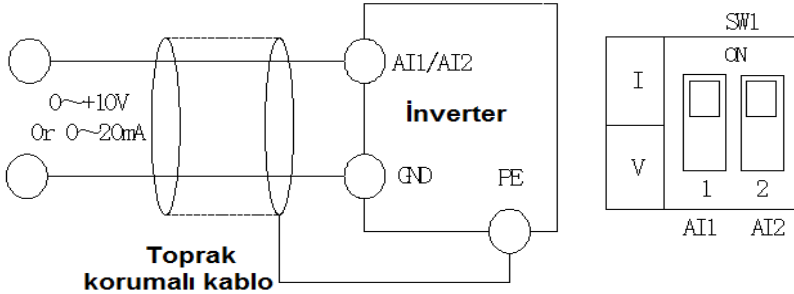 0~+10V
Or 0~20mA
AI1/AI2
İnverter
GND
PE
Toprak
korumalı kablo
SW1
ON
I
V
1 2
AI1 AI2